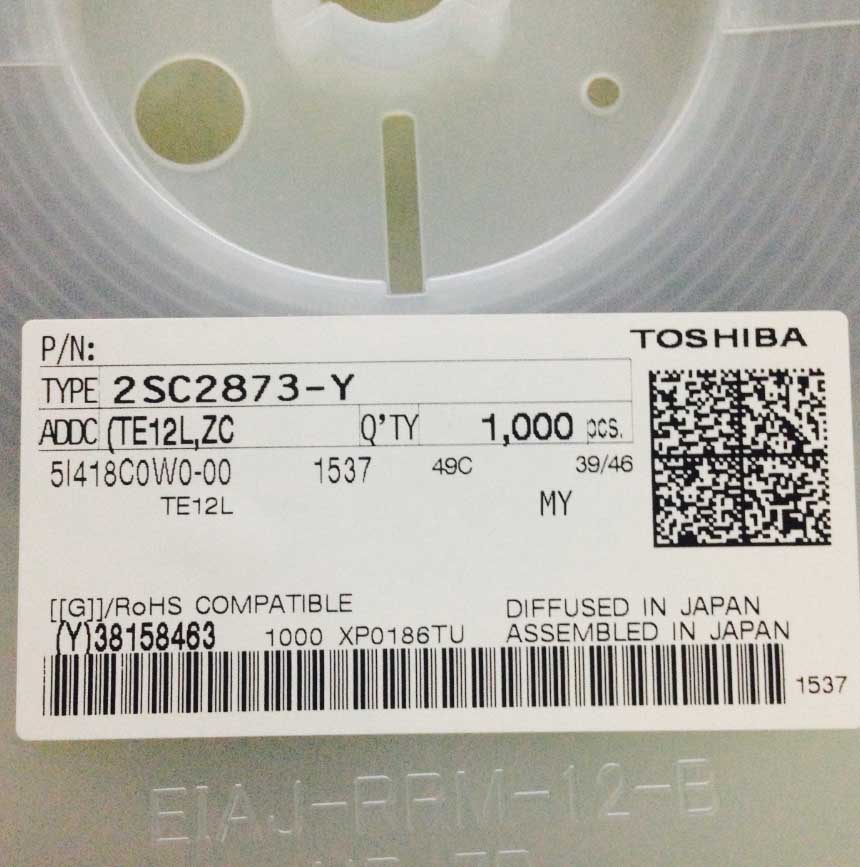 P/N:
TOSHIBA
TYPE 2SC2873-Y
ADDC (TE12L,ZC Q'TY 1,000 pcs.
5I418C0W0-00 1537 49C 39/46
TE12L MY
[[G]]/RoHS COMPATIBLE DIFFUSED IN JAPAN
(Y)38158463 1000 XP0186TU ASSEMBLED IN JAPAN
1537
EIAJ-RRM-12-B